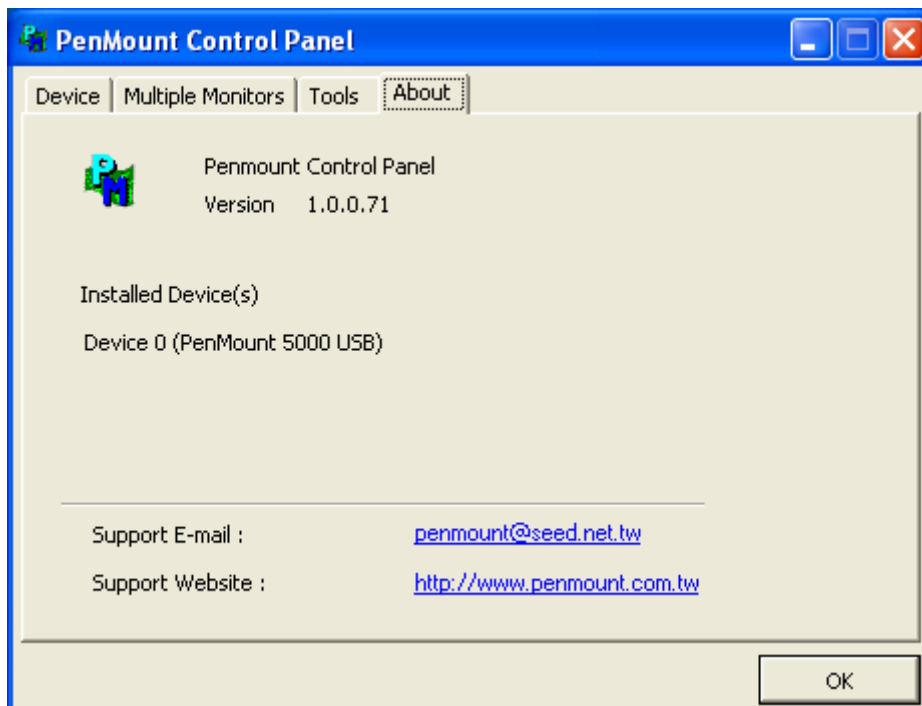 PenMount Control Panel
Device Multiple Monitors Tools About
PM
Penmount Control Panel
Version 1.0.0.71
Installed Device(s)
Device 0 (PenMount 5000 USB)
Support E-mail : penmount@seed.net.tw
Support Website : http://www.penmount.com.tw
OK